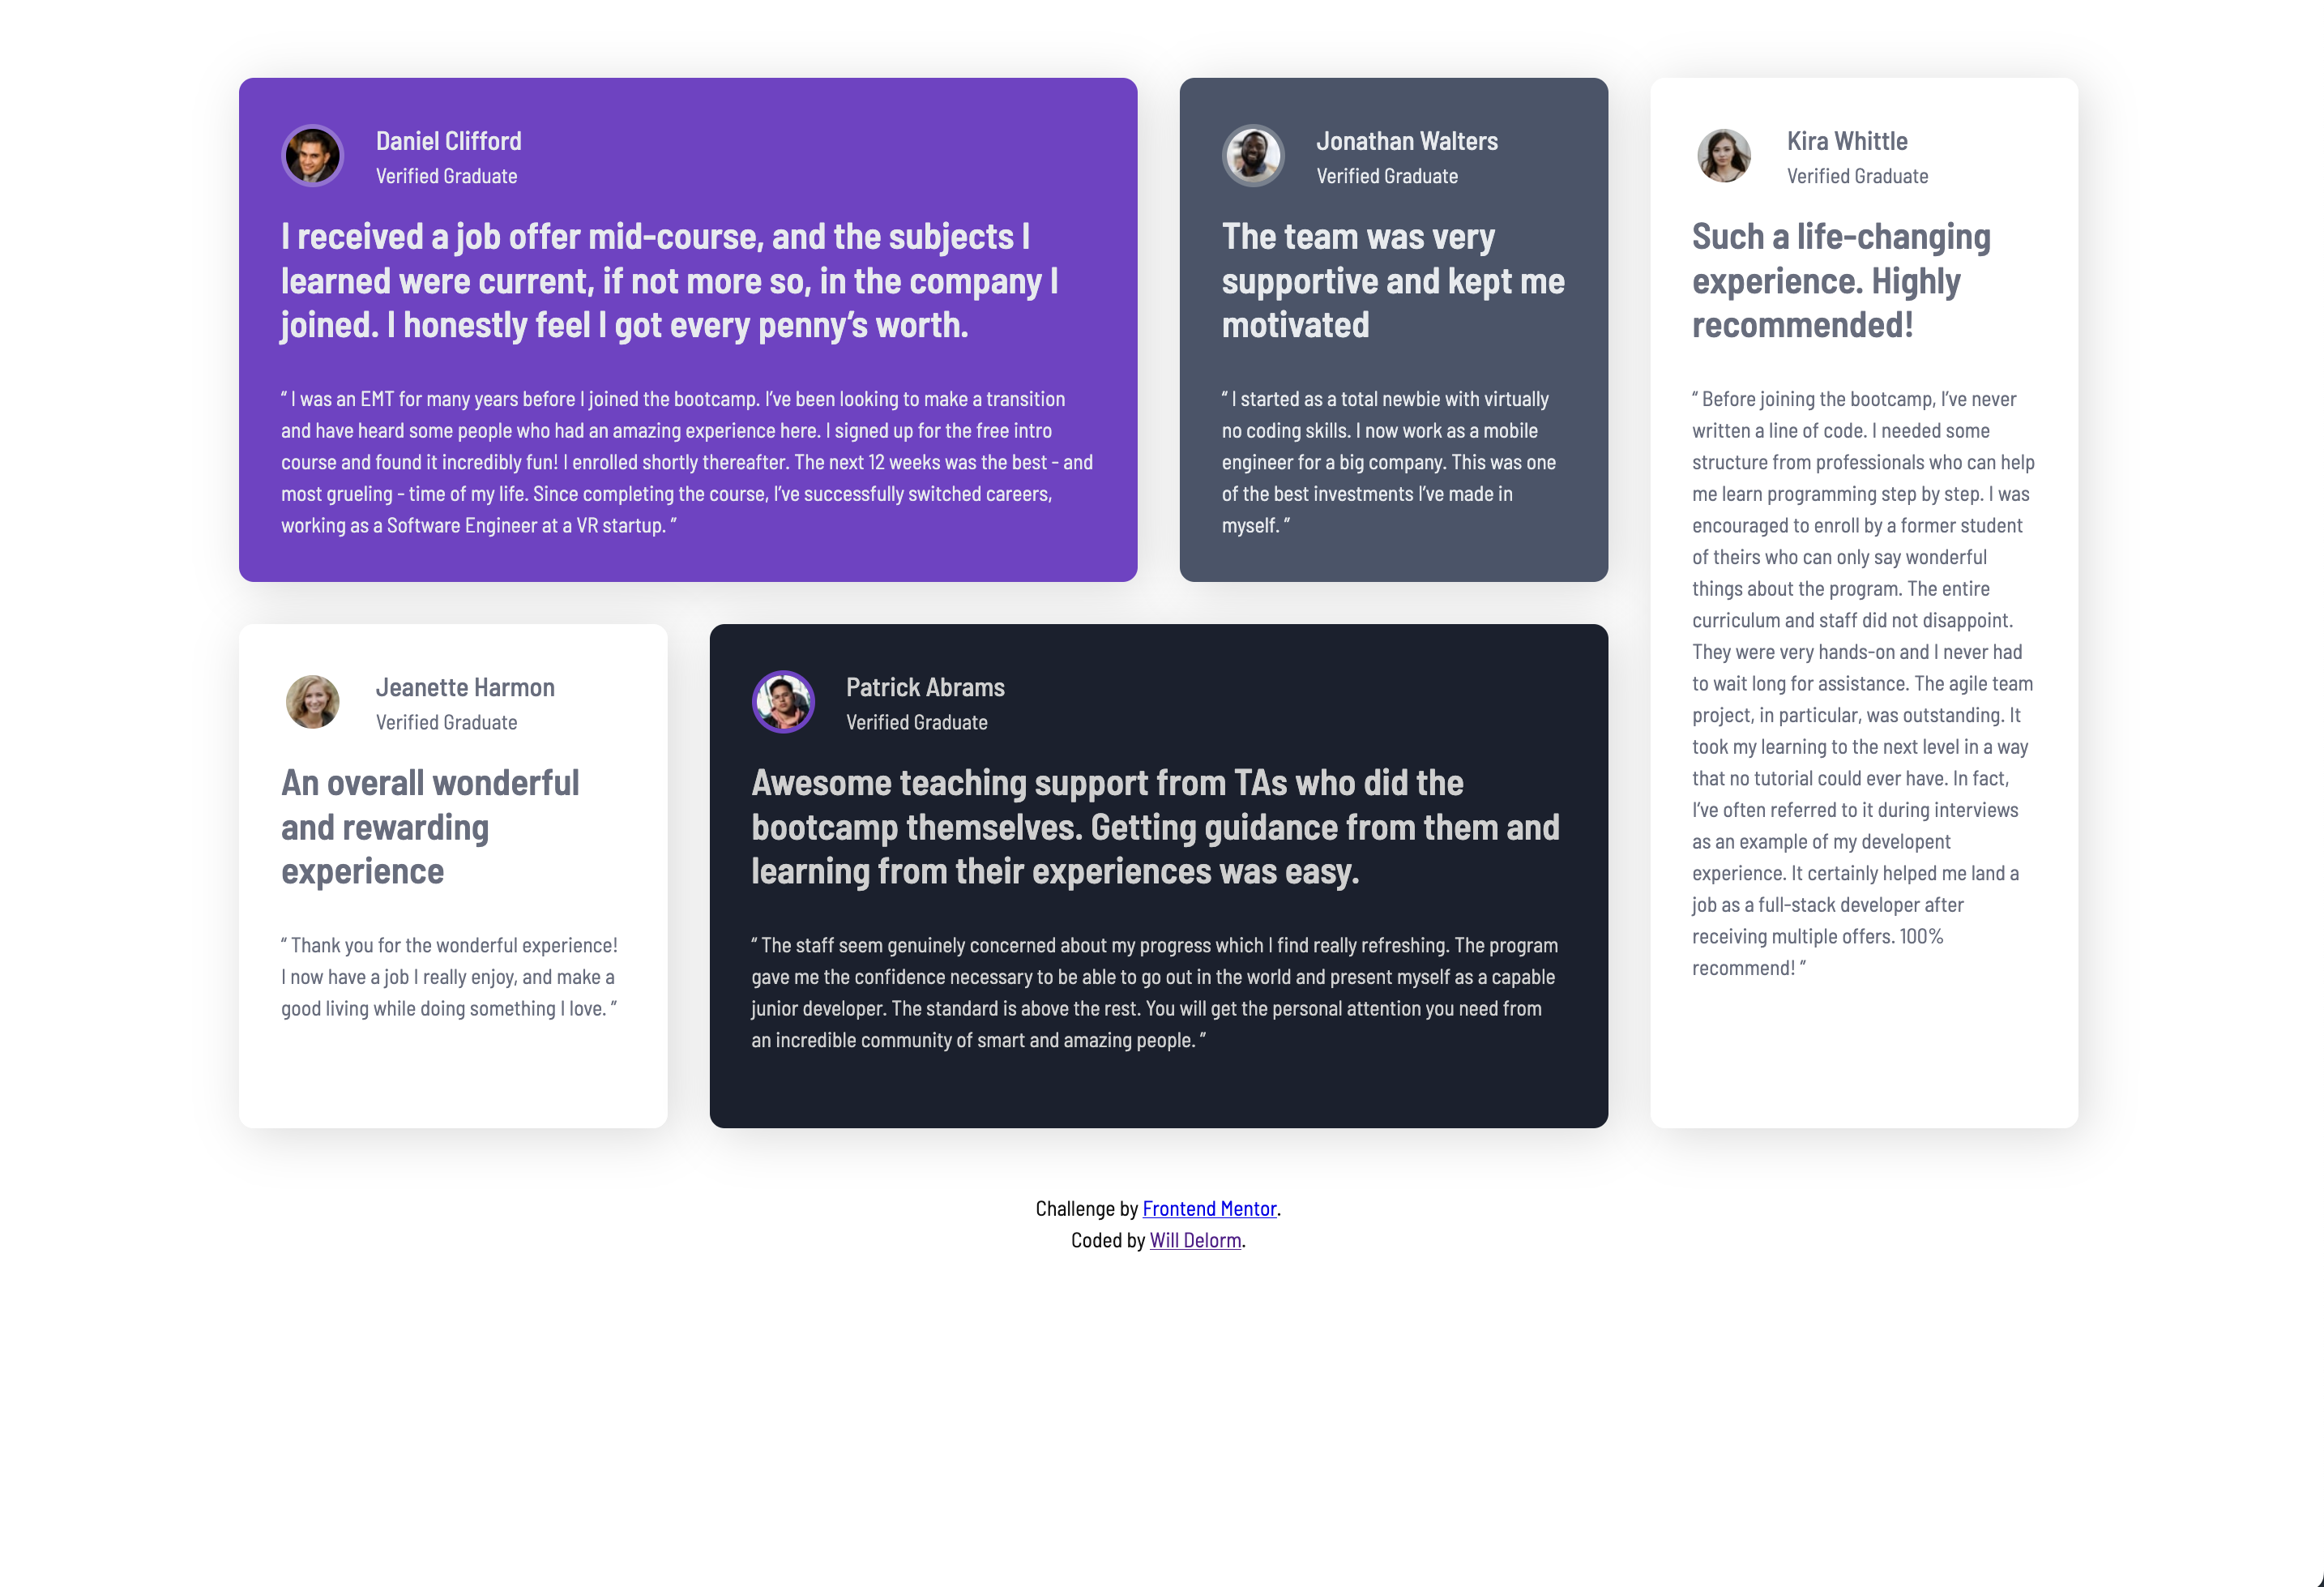 Daniel Clifford
Verified Graduate
I received a job offer mid-course, and the subjects I
learned were current, if not more so, in the company I
joined. I honestly feel I got every penny’s worth.
“ I was an EMT for many years before I joined the bootcamp. I’ve been looking to make a transition
and have heard some people who had an amazing experience here. I signed up for the free intro
course and found it incredibly fun! I enrolled shortly thereafter. The next 12 weeks was the best - and
most grueling - time of my life. Since completing the course, I’ve successfully switched careers,
working as a Software Engineer at a VR startup. ”
Jonathan Walters
Verified Graduate
The team was very
supportive and kept me
motivated
“ I started as a total newbie with virtually
no coding skills. I now work as a mobile
engineer for a big company. This was one
of the best investments I’ve made in
myself. ”
Kira Whittle
Verified Graduate
Such a life-changing
experience. Highly
recommended!
“ Before joining the bootcamp, I’ve never
written a line of code. I needed some
structure from professionals who can help
me learn programming step by step. I was
encouraged to enroll by a former student
of theirs who can only say wonderful
things about the program. The entire
curriculum and staff did not disappoint.
They were very hands-on and I never had
to wait long for assistance. The agile team
project, in particular, was outstanding. It
took my learning to the next level in a way
that no tutorial could ever have. In fact,
I’ve often referred to it during interviews
as an example of my developent
experience. It certainly helped me land a
job as a full-stack developer after
receiving multiple offers. 100%
recommend! ”
Jeanette Harmon
Verified Graduate
An overall wonderful
and rewarding
experience
“ Thank you for the wonderful experience!
I now have a job I really enjoy, and make a
good living while doing something I love. ”
Patrick Abrams
Verified Graduate
Awesome teaching support from TAs who did the
bootcamp themselves. Getting guidance from them and
learning from their experiences was easy.
“ The staff seem genuinely concerned about my progress which I find really refreshing. The program
gave me the confidence necessary to be able to go out in the world and present myself as a capable
junior developer. The standard is above the rest. You will get the personal attention you need from
an incredible community of smart and amazing people. ”
Challenge by Frontend Mentor.
Coded by Will Delorm.